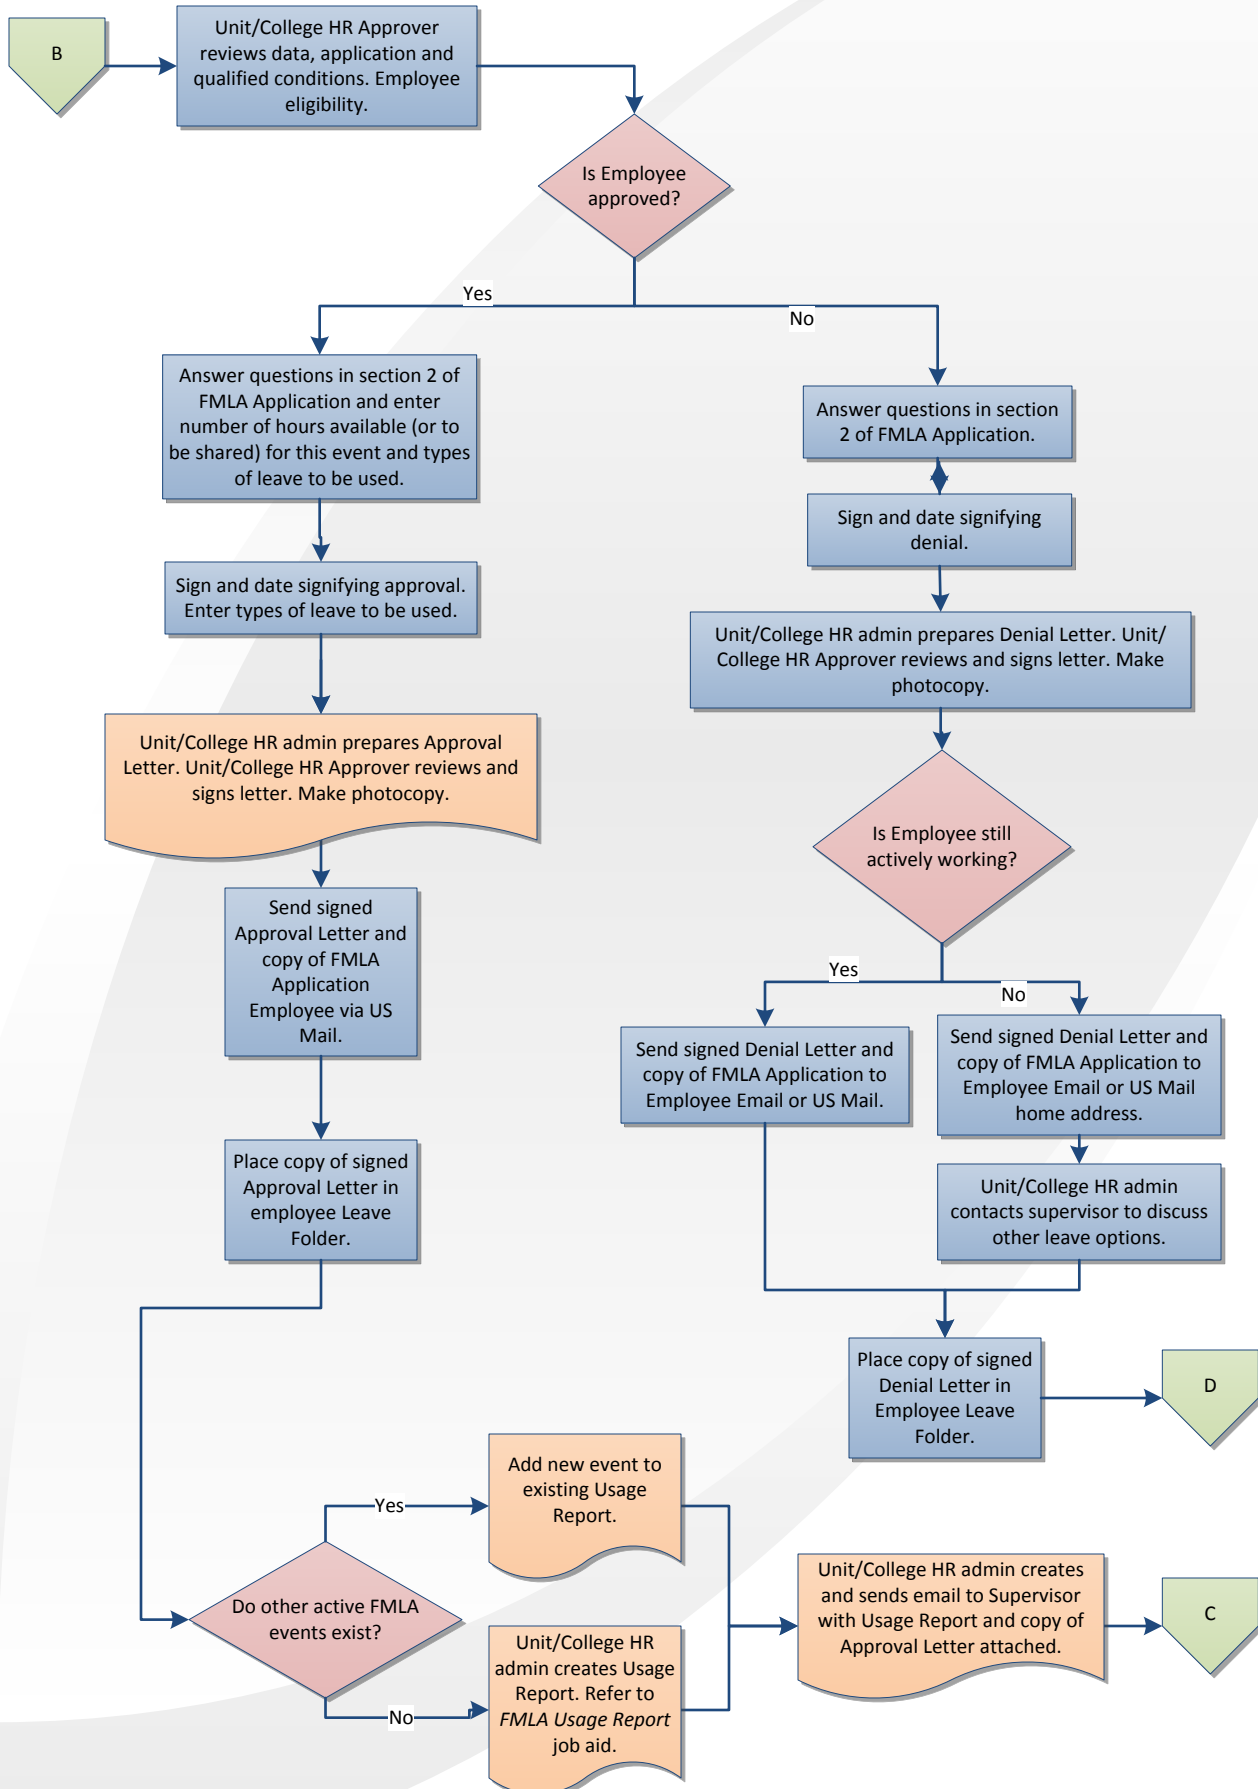 B
Unit/College HR Approver
reviews data, application and
qualified conditions. Employee
eligibility.
Is Employee
approved?
Yes
No
Answer questions in section 2 of
FMLA Application and enter
number of hours available (or to
be shared) for this event and types
of leave to be used.
Answer questions in section
2 of FMLA Application.
Sign and date signifying
denial.
Sign and date signifying approval.
Enter types of leave to be used.
Unit/College HR admin prepares Denial Letter. Unit/
College HR Approver reviews and signs letter. Make
photocopy.
Unit/College HR admin prepares Approval
Letter. Unit/College HR Approver reviews and
signs letter. Make photocopy.
Is Employee still
actively working?
Send signed
Approval Letter and
copy of FMLA
Application
Employee via US
Mail.
Yes
No
Send signed Denial Letter and
copy of FMLA Application to
Employee Email or US Mail.
Send signed Denial Letter and
copy of FMLA Application to
Employee Email or US Mail
home address.
Place copy of signed
Approval Letter in
employee Leave
Folder.
Unit/College HR admin
contacts supervisor to discuss
other leave options.
Place copy of signed
Denial Letter in
Employee Leave
Folder.
D
Add new event to
existing Usage
Report.
Yes
Do other active FMLA
events exist?
No
Unit/College HR
admin creates Usage
Report. Refer to
FMLA Usage Report
job aid.
Unit/College HR admin creates
and sends email to Supervisor
with Usage Report and copy of
Approval Letter attached.
C